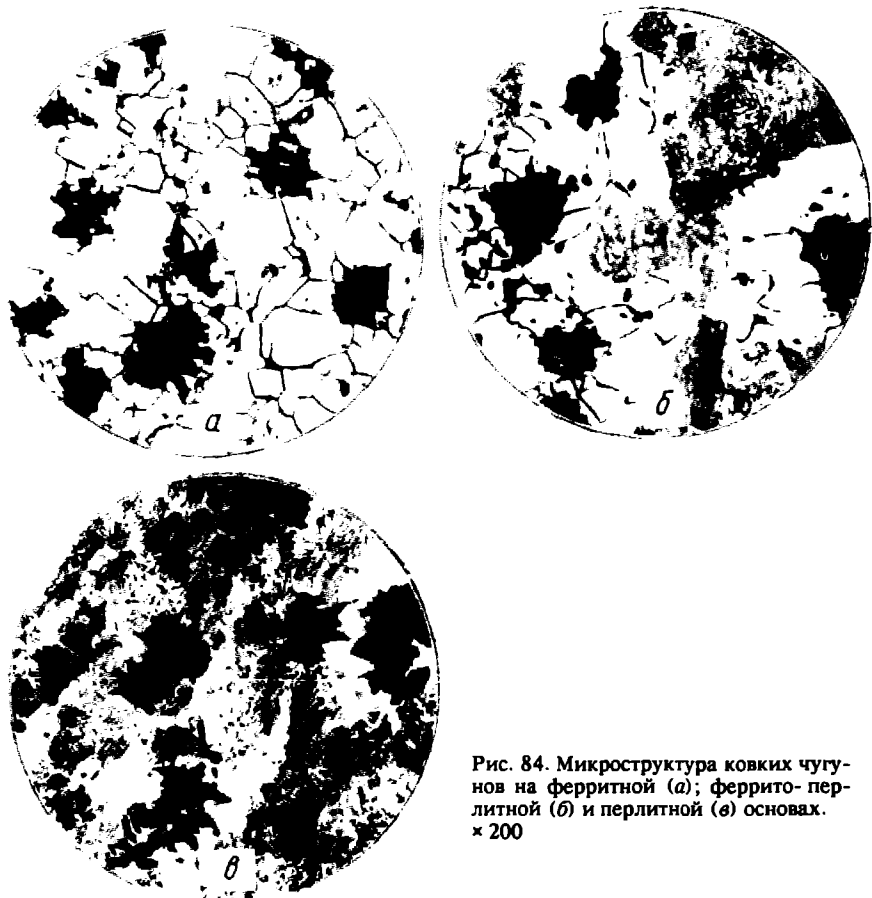 а
б
в
Рис. 84. Микроструктура ковких чугу-
нов на ферритной (а); феррито- пер-
литной (б) и перлитной (в) основах.
× 200